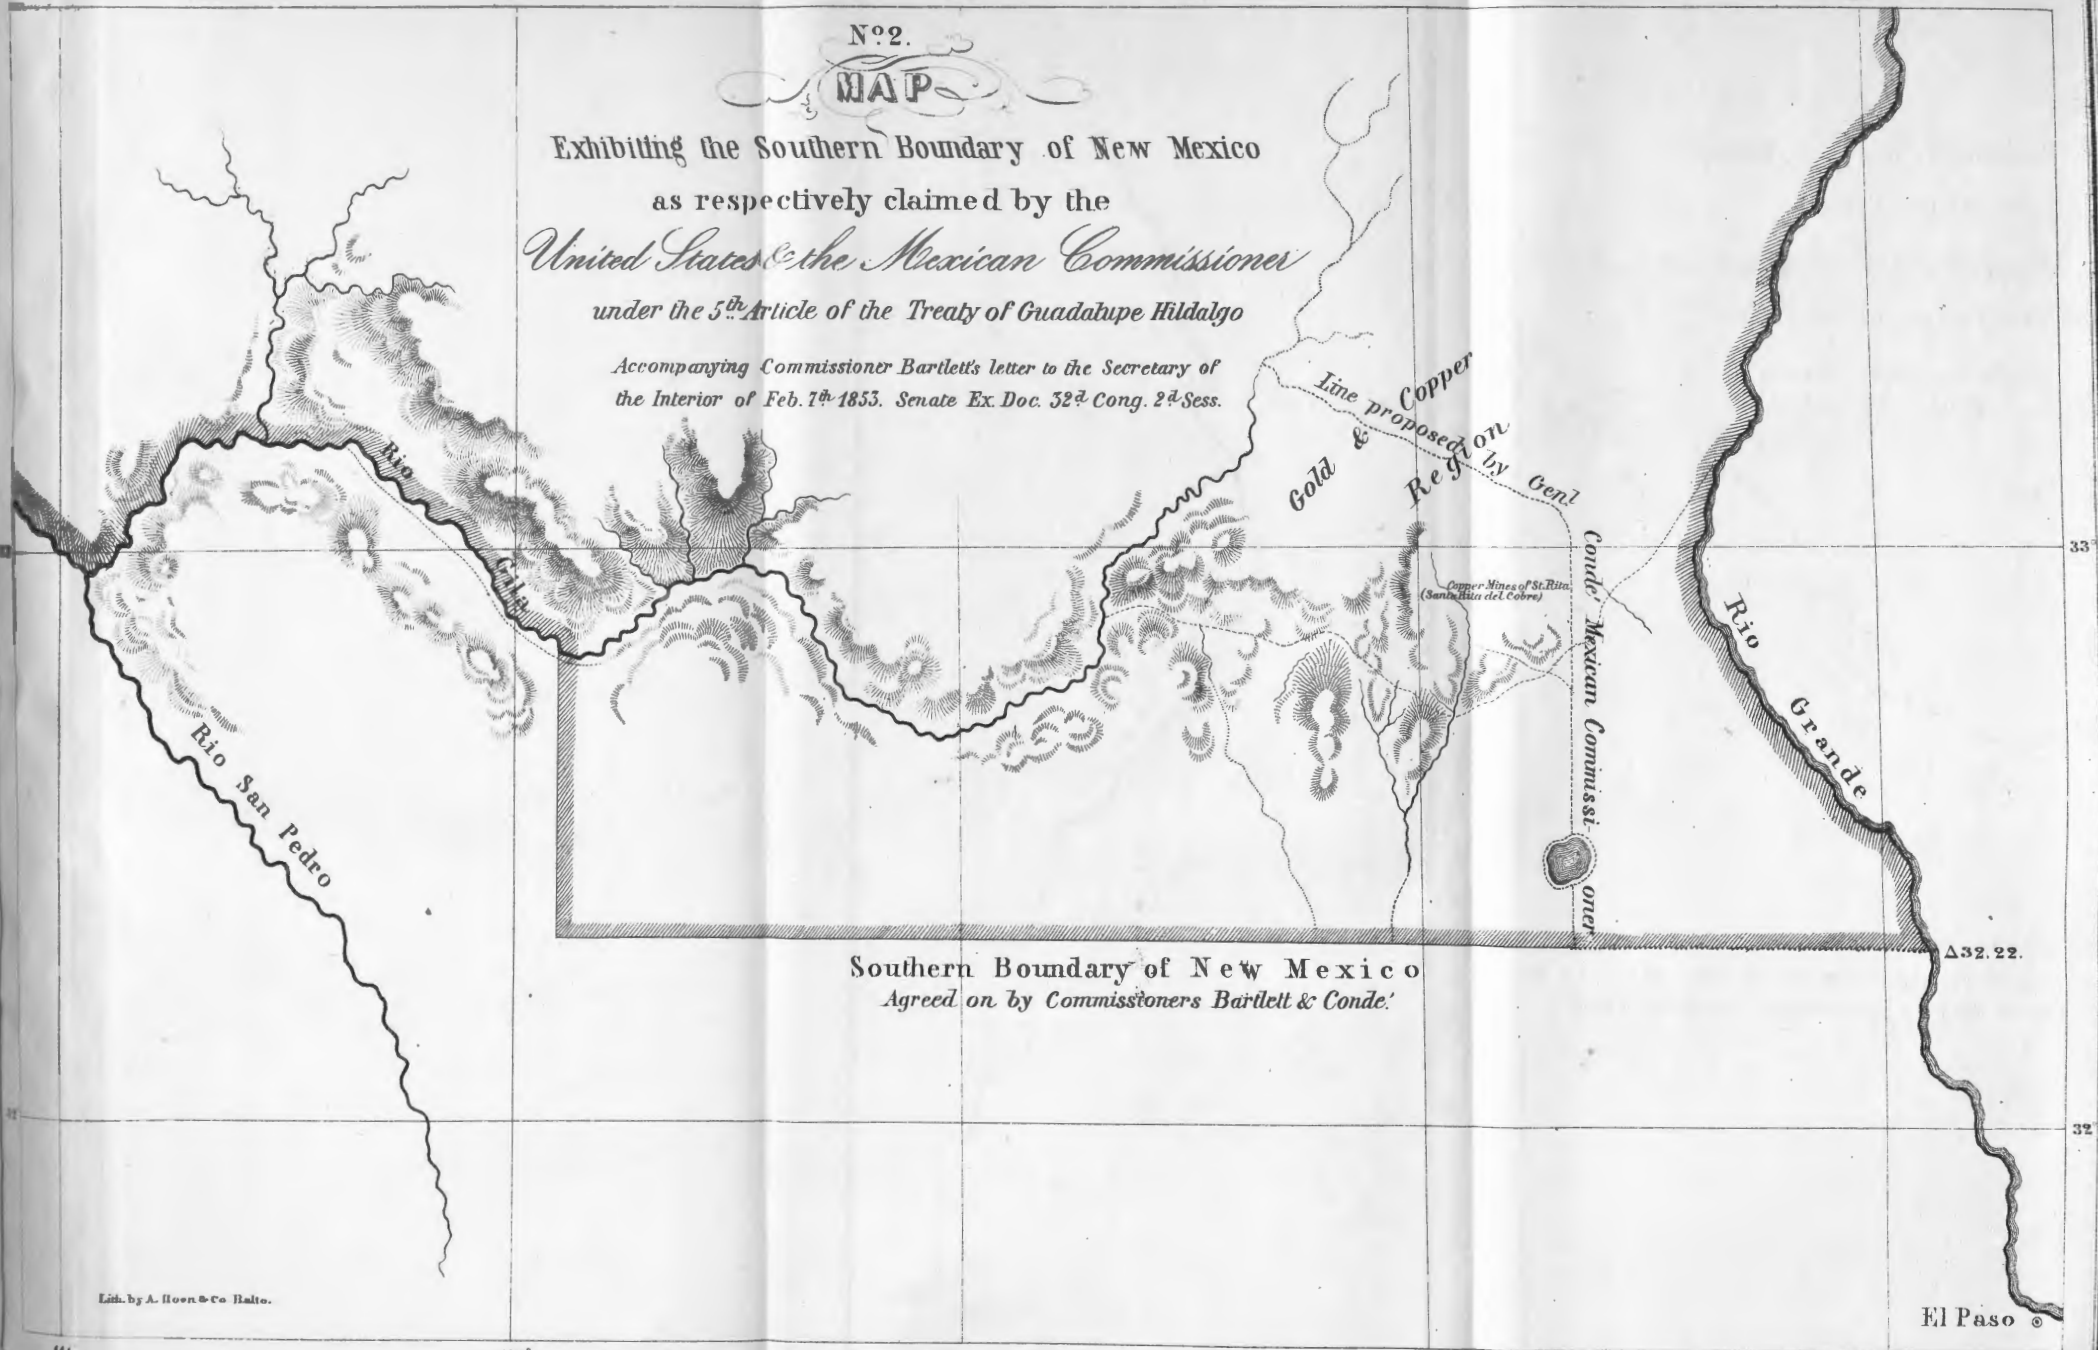 Nº 2.
MAP
Exhibiting the Southern Boundary of New Mexico
as respectively claimed by the
United States & the Mexican Commissioner
under the 5th Article of the Treaty of Guadalupe Hildalgo
Accompanying Commissioner Bartlett's letter to the Secretary of
the Interior of Feb. 7th 1853. Senate Ex. Doc. 32d Cong. 2d Sess.
Line proposed by Genl
Condé Mexican Commissi-oner
Gold & Copper
Region
Copper Mines of St. Rita
(Santa Rita del Cobre)
Rio Gila
Rio San Pedro
Rio Grande
33°
Δ32.22.
Southern Boundary of New Mexico
Agreed on by Commissioners Bartlett & Conde.'
32
El Paso
Lith. by A. Hoen & Co Balto.